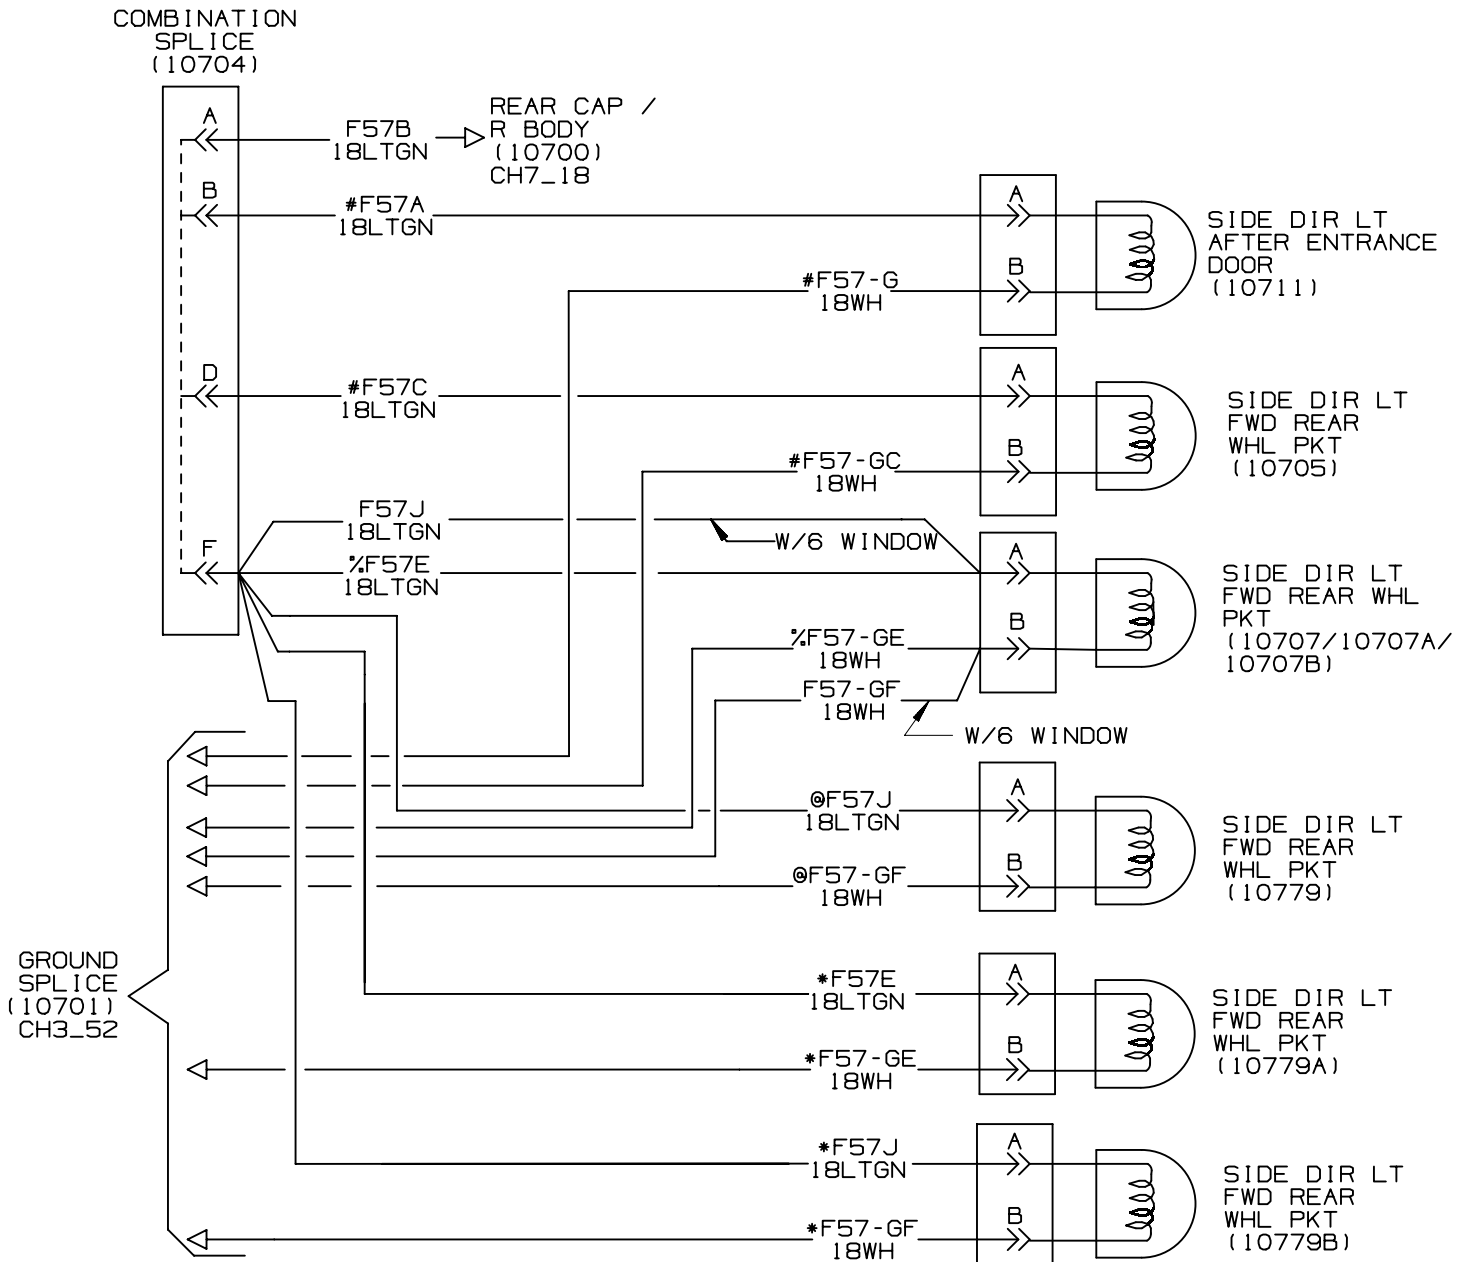 COMBINATION
SPLICE
(10704)
A
F57B
18LTGN
REAR CAP /
R BODY
(10700)
CH7_18
B
#F57A
18LTGN
A
SIDE DIR LT
AFTER ENTRANCE
DOOR
(10711)
#F57-G
18WH
B
D
#F57C
18LTGN
A
SIDE DIR LT
FWD REAR
WHL PKT
(10705)
#F57-GC
18WH
B
F57J
18LTGN
W/6 WINDOW
F
%F57E
18LTGN
A
SIDE DIR LT
FWD REAR WHL
PKT
(10707/10707A/
10707B)
%F57-GE
18WH
B
F57-GF
18WH
W/6 WINDOW
@F57J
18LTGN
A
SIDE DIR LT
FWD REAR
WHL PKT
(10779)
@F57-GF
18WH
B
GROUND
SPLICE
(10701)
CH3_52
*F57E
18LTGN
A
SIDE DIR LT
FWD REAR
WHL PKT
(10779A)
*F57-GE
18WH
B
*F57J
18LTGN
A
SIDE DIR LT
FWD REAR
WHL PKT
(10779B)
*F57-GF
18WH
B